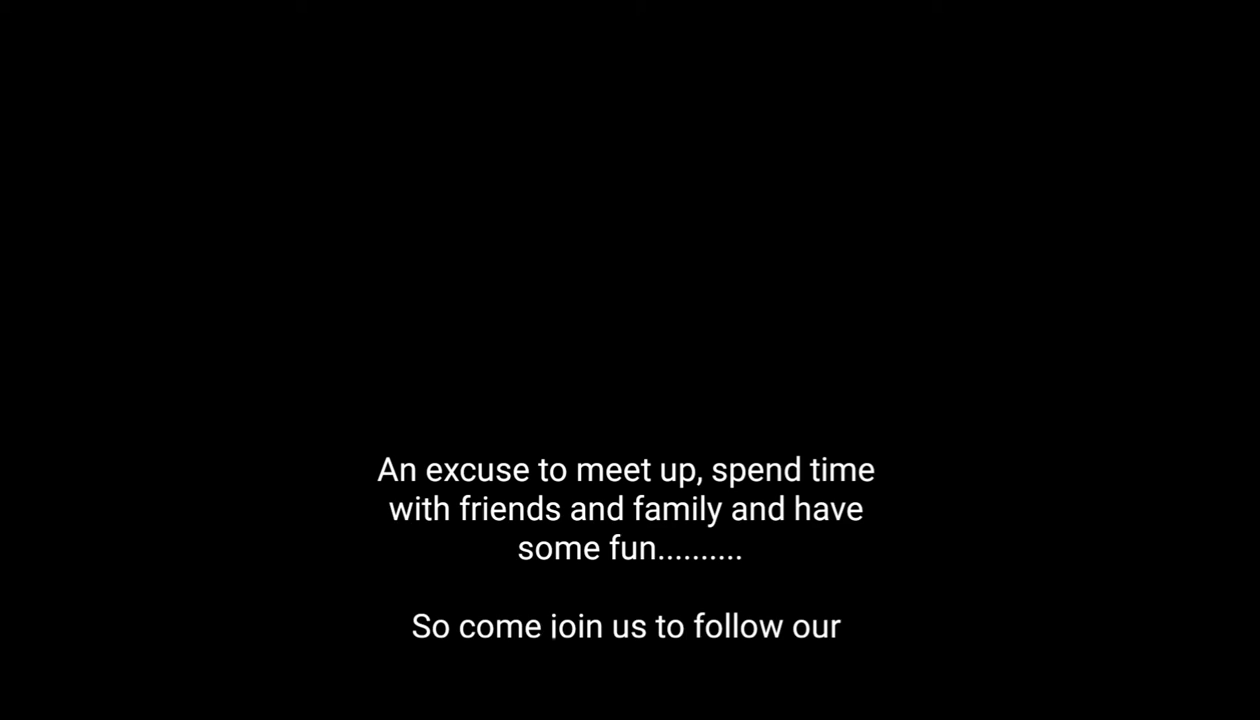 An excuse to meet up, spend time
with friends and family and have
some fun..........
So come join us to follow our